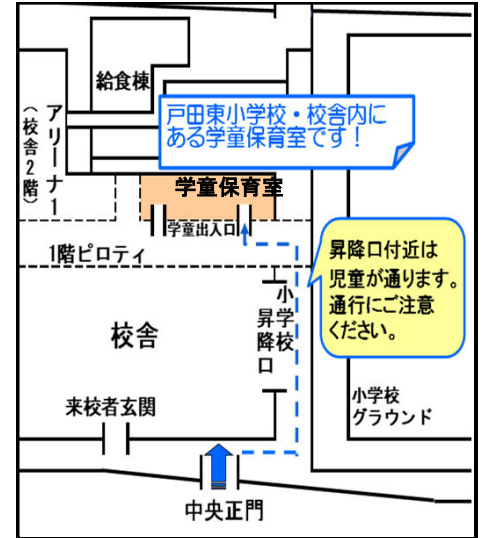 給食棟
アリーナ1
（校舎2階）
戸田東小学校・校舎内に
ある学童保育室です！
学童保育室
学童出入口
1階ピロティ
昇降口付近は
児童が通ります。
通行にご注意
ください。
小学校
昇降口
校舎
来校者玄関
小学校
グラウンド
中央正門